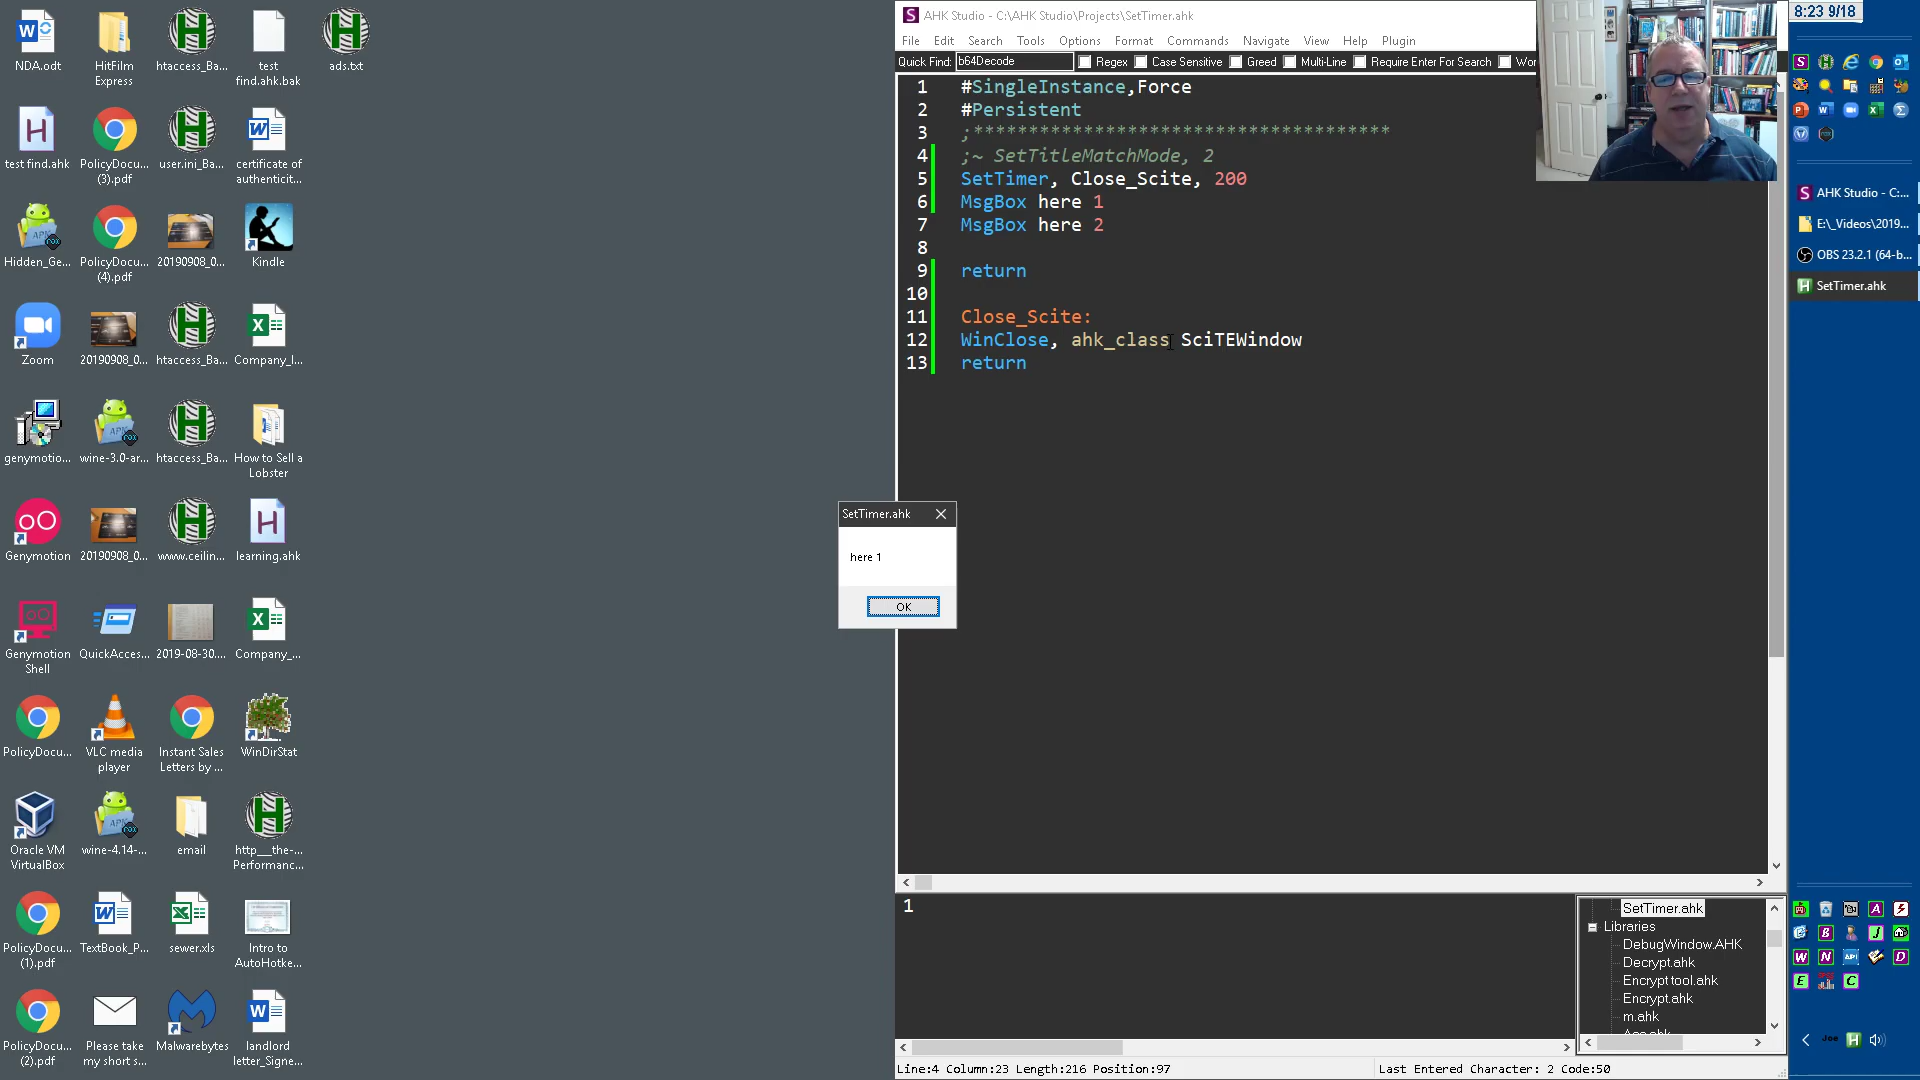 NDA.odt
HitFilm Express
htaccess_Ba...
test find.ahk.bak
ads.txt
test find.ahk
PolicyDocu... (3).pdf
user.ini_Ba...
certificate of authenticit...
Hidden_Ge...
PolicyDocu... (4).pdf
20190908_0...
Kindle
Zoom
20190908_0...
htaccess_Ba...
Company_I...
genymotio...
wine-3.0-ar...
htaccess_Ba...
How to Sell a Lobster
Genymotion
20190908_0...
www.ceilin...
learning.ahk
Genymotion Shell
QuickAcces...
2019-08-30....
Company_...
PolicyDocu...
VLC media player
Instant Sales Letters by ...
WinDirStat
Oracle VM VirtualBox
wine-4.14-...
email
http___the-... Performanc...
PolicyDocu... (1).pdf
TextBook_P...
sewer.xls
Intro to AutoHotke...
PolicyDocu... (2).pdf
Please take my short s...
Malwarebytes
landlord letter_Signe...
AHK Studio - C:\AHK Studio\Projects\SetTimer.ahk
File Edit Search Tools Options Format Commands Navigate View Help Plugin
Quick Find: b64Decode Regex Case Sensitive Greed Multi-Line Require Enter For Search Wor
1 #SingleInstance,Force
2 #Persistent
3 ;**************************************
4 ;~ SetTitleMatchMode, 2
5 SetTimer, Close_Scite, 200
6 MsgBox here 1
7 MsgBox here 2
8
9 return
10
11 Close_Scite:
12 WinClose, ahk_class SciTEWindow
13 return
SetTimer.ahk
here 1
OK
1
SetTimer.ahk
Libraries
DebugWindow.AHK
Decrypt.ahk
Encrypt tool.ahk
Encrypt.ahk
m.ahk
Line:4 Column:23 Length:216 Position:97
Last Entered Character: 2 Code:50
8:23 9/18
AHK Studio - C:...
E:\_Videos\2019...
OBS 23.2.1 (64-b...
SetTimer.ahk